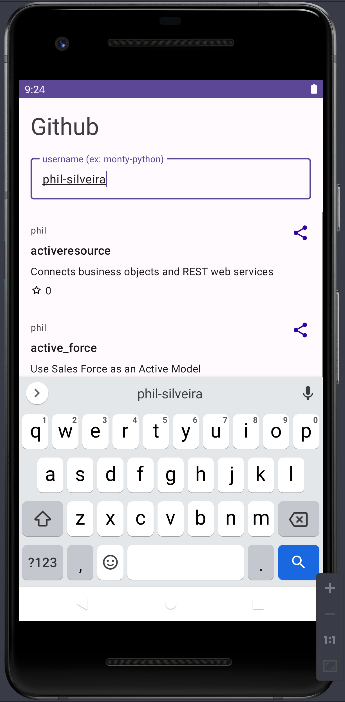 9:24
Github
username (ex: monty-python)
phil-silveira
phil
activeresource
Connects business objects and REST web services
0
phil
active_force
Use Sales Force as an Active Model
phil-silveira
1 2 3 4 5 6 7 8 9 0
q w e r t y u i o p
a s d f g h j k l
z x c v b n m
?123 , .
1:1